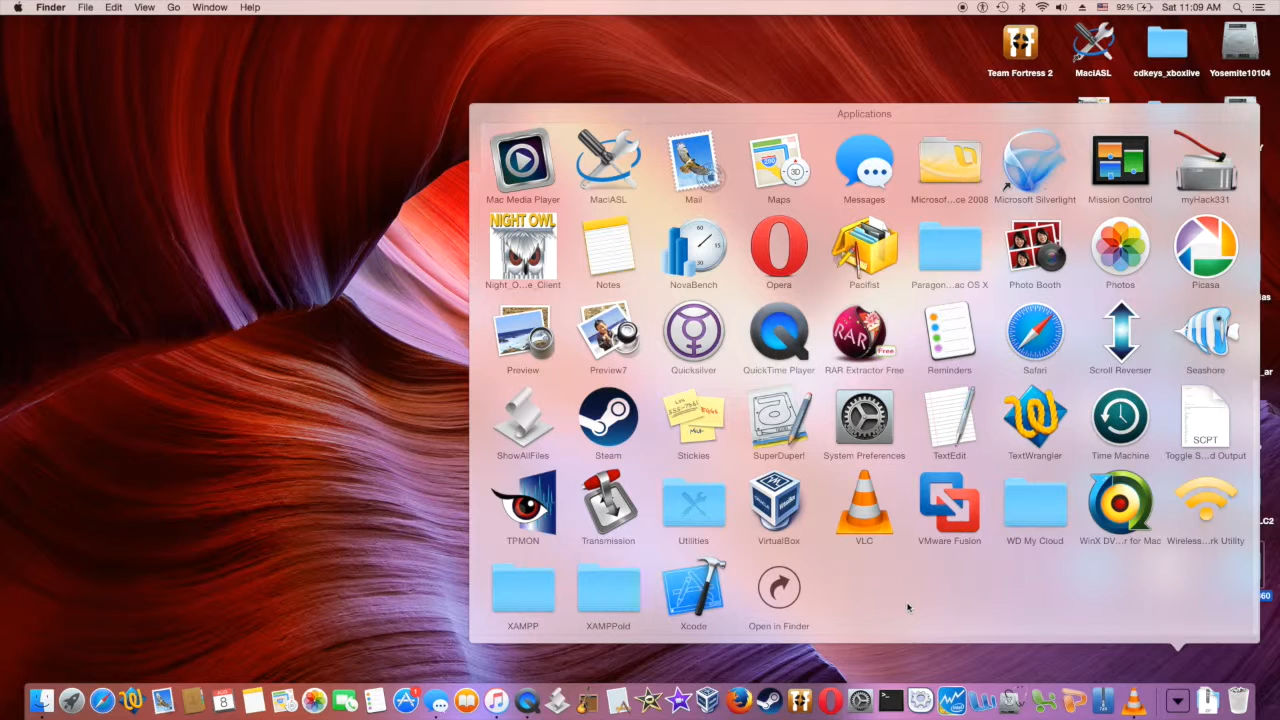 Finder File Edit View Go Window Help 92% Sat 11:09 AM
Team Fortress 2 MaciASL cdkeys_xboxlive Yosemite10104
Applications
Mac Media Player MaciASL Mail Maps Messages Microsof...ce 2008 Microsoft Silverlight Mission Control myHack331
NIGHT OWL
Night_O...e_Client Notes NovaBench Opera Pacifist Paragon...ac OS X Photo Booth Photos Picasa
RAR
Free
Preview Preview7 Quicksilver QuickTime Player RAR Extractor Free Reminders Safari Scroll Reverser Seashore
SCPT
ShowAllFiles Steam Stickies SuperDuper! System Preferences TextEdit TextWrangler Time Machine Toggle S...d Output
TPMON Transmission Utilities VirtualBox VLC VMware Fusion WD My Cloud WinX DV...r for Mac Wireless...rk Utility
XAMPP XAMPPold Xcode Open in Finder
8